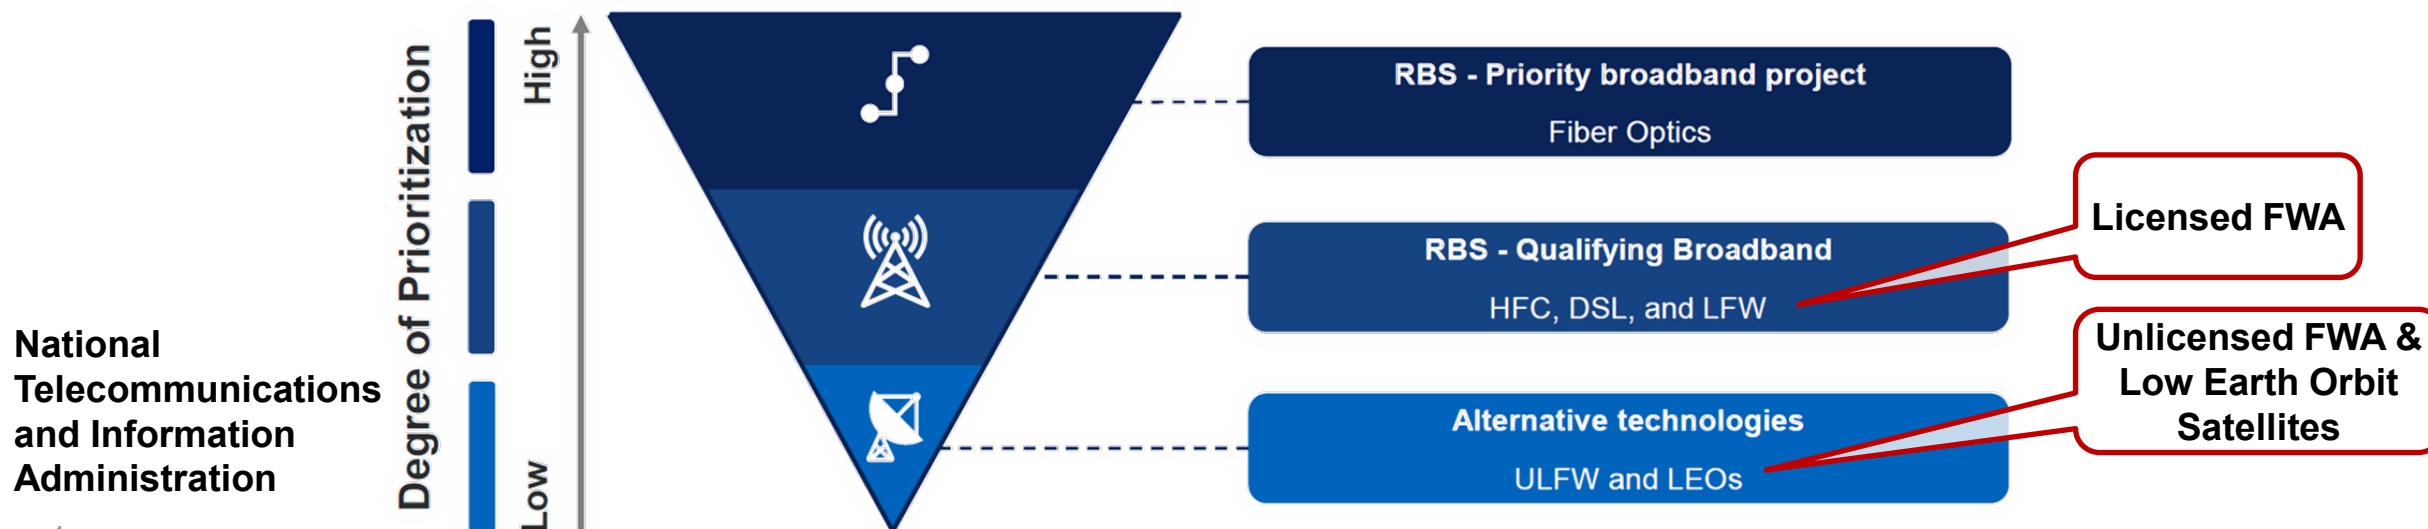 National
Telecommunications
and Information
Administration
Degree of Prioritization
High
Low
RBS - Priority broadband project
Fiber Optics
RBS - Qualifying Broadband
HFC, DSL, and LFW
Alternative technologies
ULFW and LEOs
Licensed FWA
Unlicensed FWA &
Low Earth Orbit
Satellites